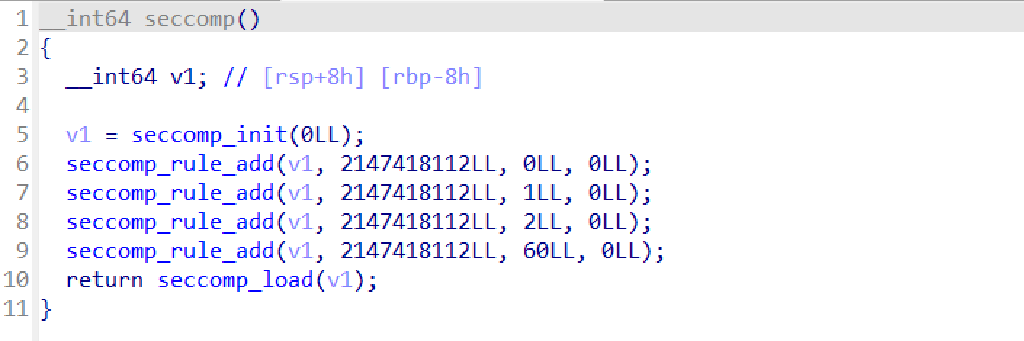 1 __int64 seccomp()
2 {
3   __int64 v1; // [rsp+8h] [rbp-8h]
4
5   v1 = seccomp_init(0LL);
6   seccomp_rule_add(v1, 2147418112LL, 0LL, 0LL);
7   seccomp_rule_add(v1, 2147418112LL, 1LL, 0LL);
8   seccomp_rule_add(v1, 2147418112LL, 2LL, 0LL);
9   seccomp_rule_add(v1, 2147418112LL, 60LL, 0LL);
10   return seccomp_load(v1);
11 }